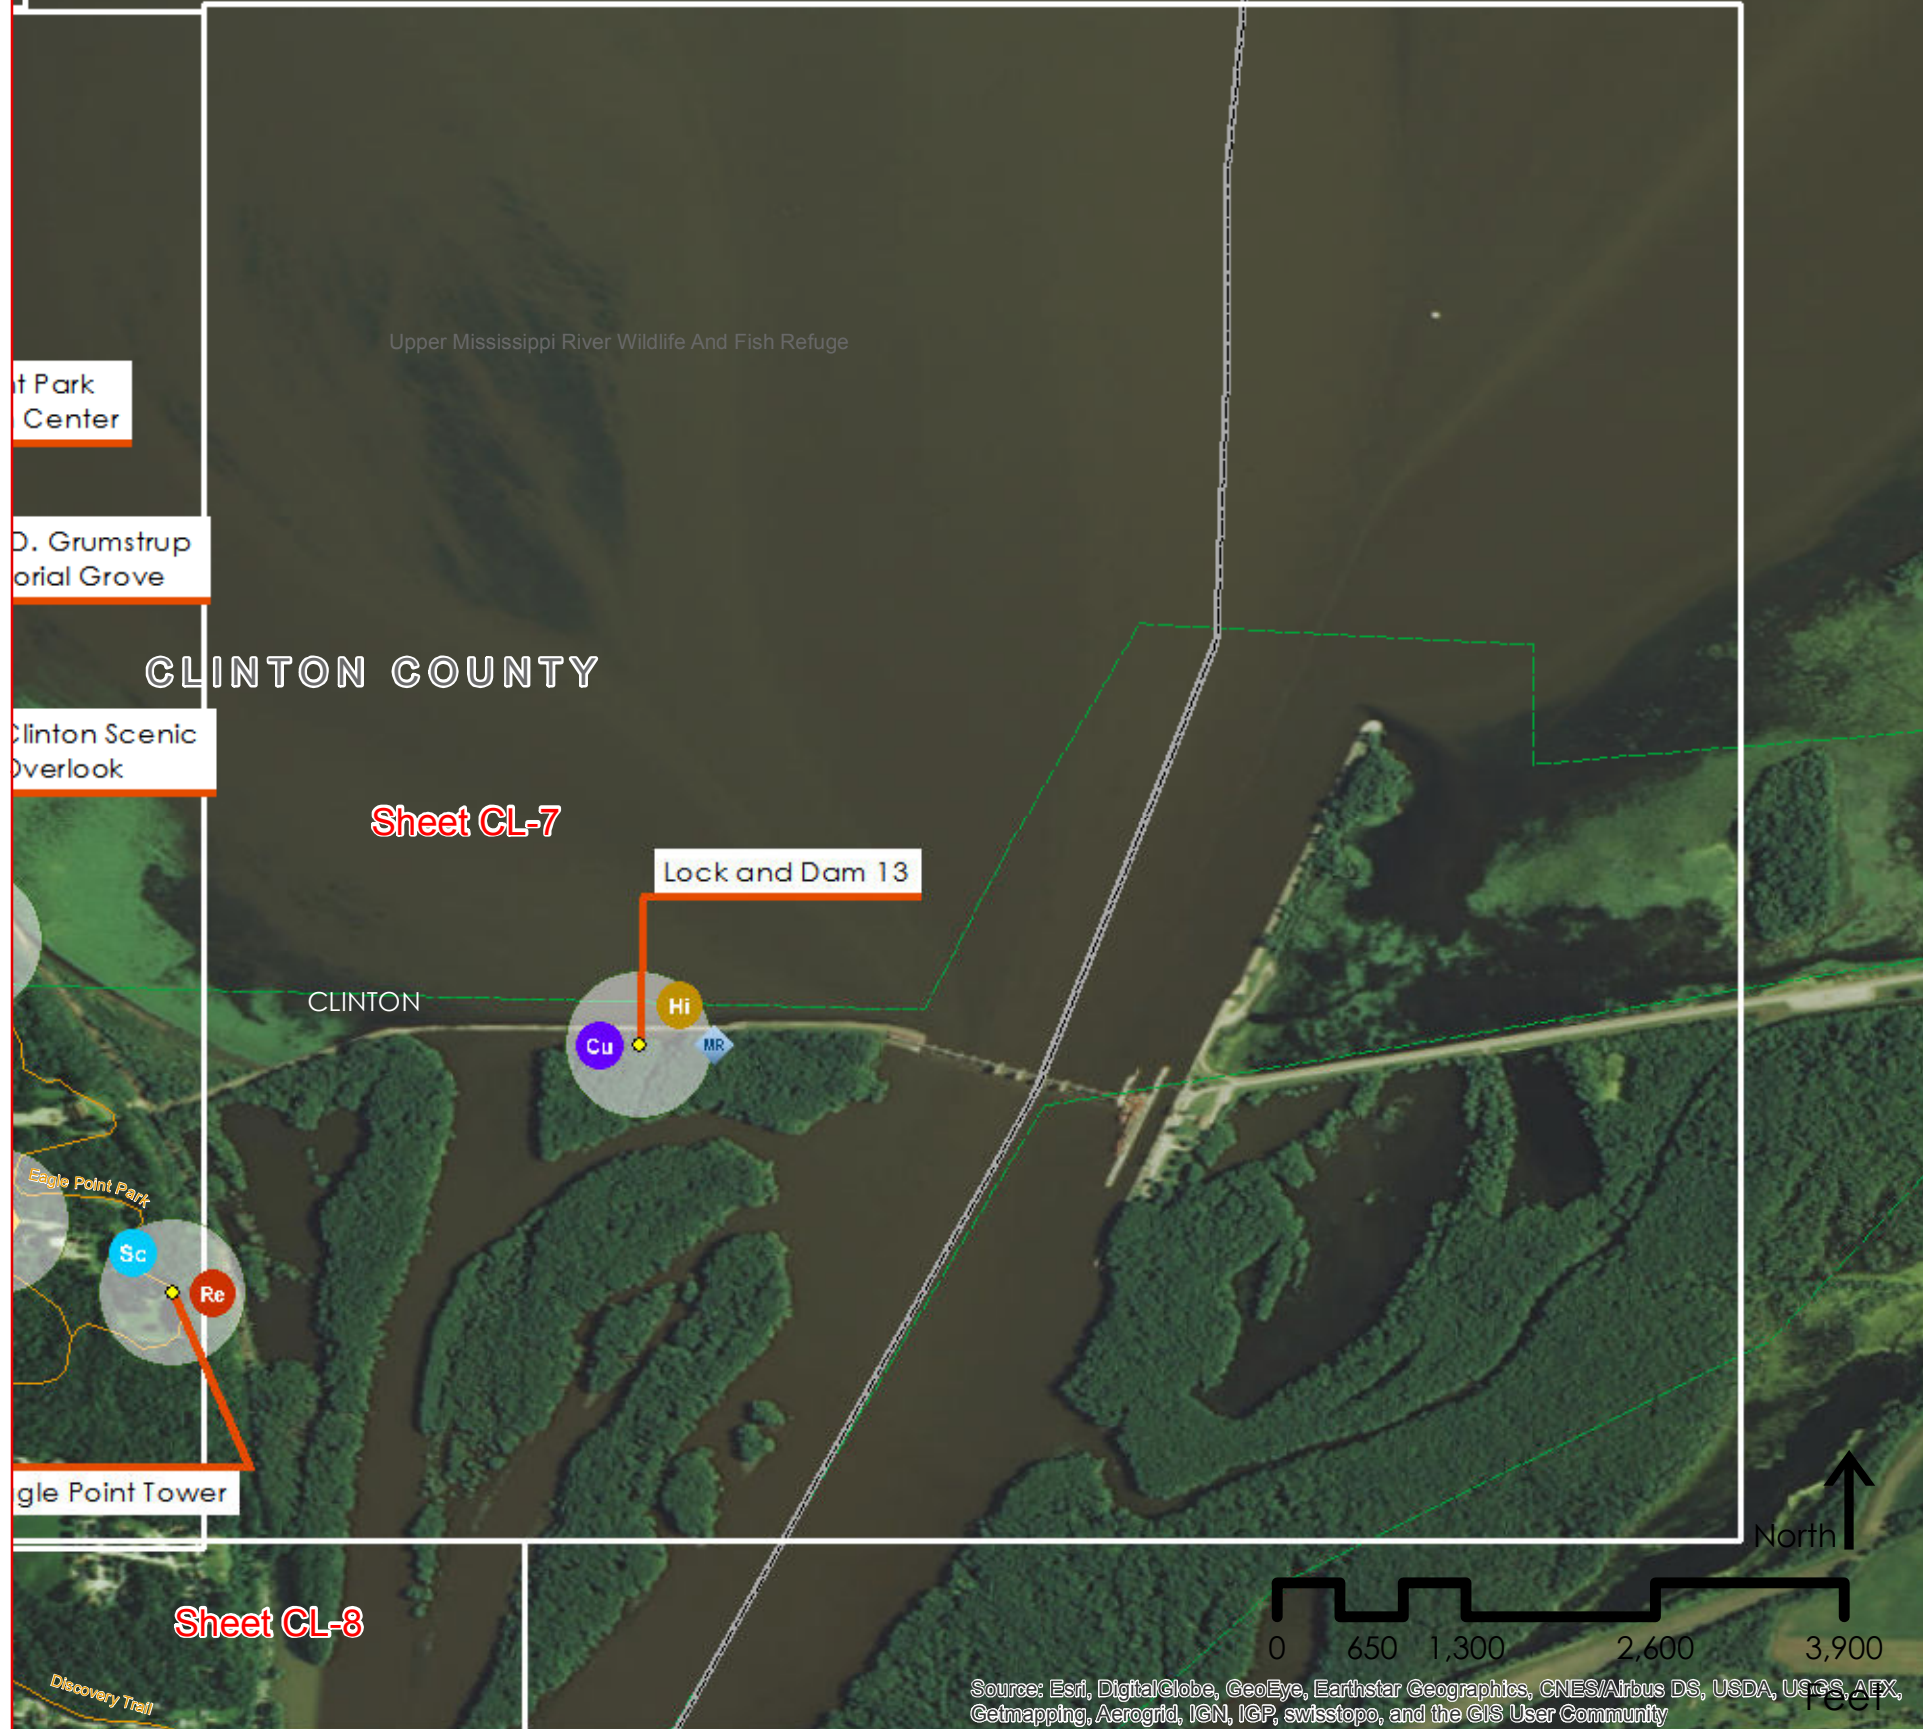 Upper Mississippi River Wildlife And Fish Refuge
t Park
Center
D. Grumstrup
orial Grove
CLINTON COUNTY
Clinton Scenic
Overlook
Sheet CL-7
Lock and Dam 13
CLINTON
Hi
Cu
MR
Eagle Point Park
Sc
Re
gle Point Tower
North
Sheet CL-8
0 650 1,300 2,600 3,900
Feet
Discovery Trail
Source: Esri, DigitalGlobe, GeoEye, Earthstar Geographics, CNES/Airbus DS, USDA, USGS, AEX,
Getmapping, Aerogrid, IGN, IGP, swisstopo, and the GIS User Community